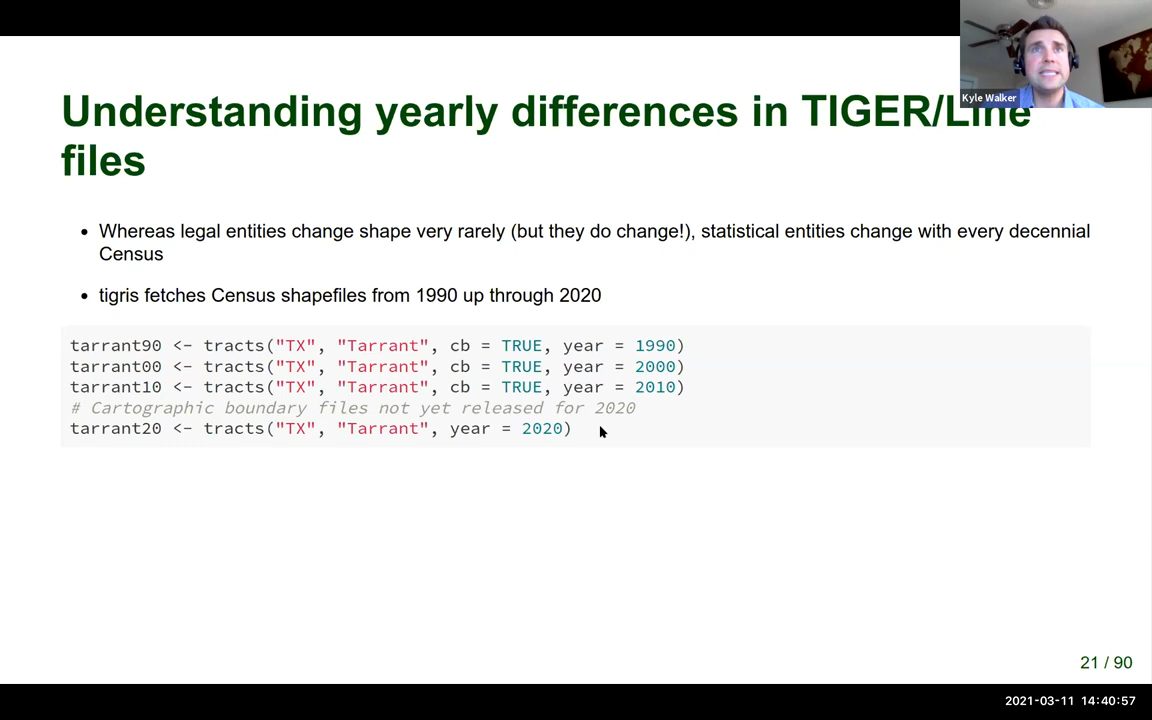 Kyle Walker
Understanding yearly differences in TIGER/Line
files
• Whereas legal entities change shape very rarely (but they do change!), statistical entities change with every decennial
Census
• tigris fetches Census shapefiles from 1990 up through 2020
tarrant90 <- tracts("TX", "Tarrant", cb = TRUE, year = 1990)
tarrant00 <- tracts("TX", "Tarrant", cb = TRUE, year = 2000)
tarrant10 <- tracts("TX", "Tarrant", cb = TRUE, year = 2010)
# Cartographic boundary files not yet released for 2020
tarrant20 <- tracts("TX", "Tarrant", year = 2020)
21 / 90
2021-03-11 14:40:57